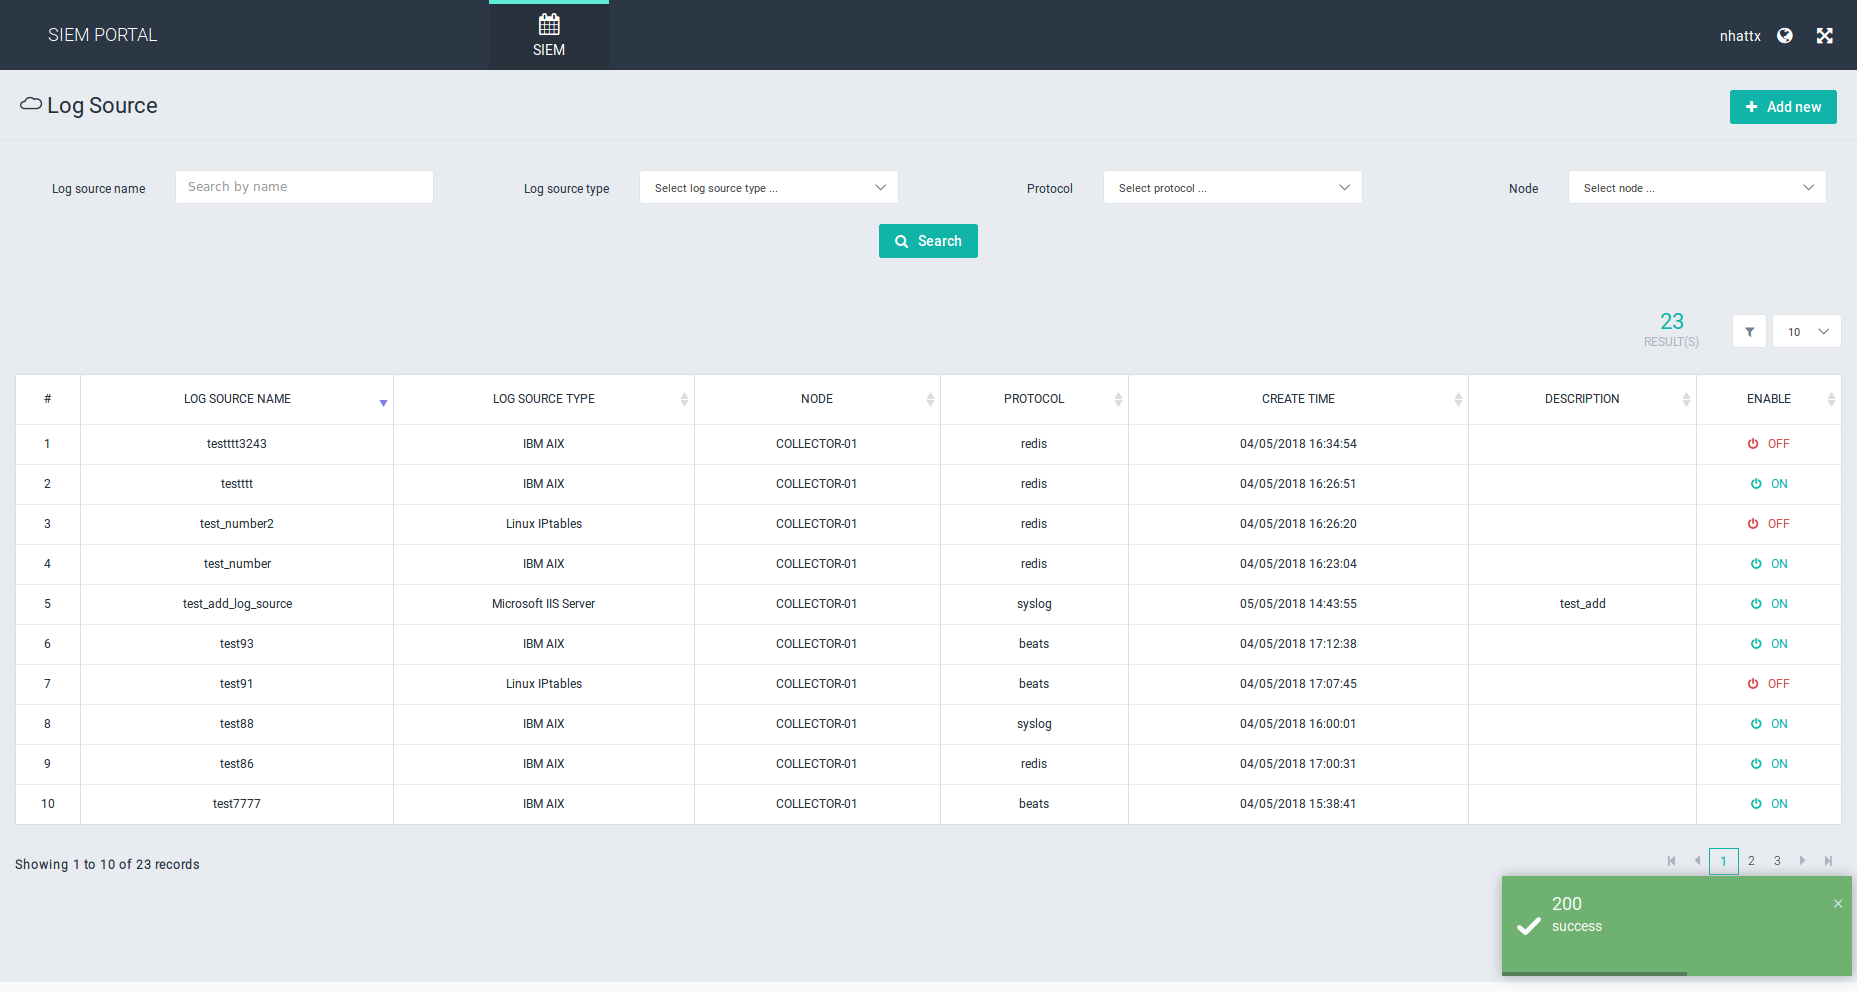 SIEM PORTAL
SIEM
nhattx
Log Source
Add new
Log source name Search by name Log source type Select log source type ... Protocol Select protocol ... Node Select node ...
Search
23
RESULT(S)
10
# LOG SOURCE NAME LOG SOURCE TYPE NODE PROTOCOL CREATE TIME DESCRIPTION ENABLE
1 testttt3243 IBM AIX COLLECTOR-01 redis 04/05/2018 16:34:54 OFF
2 testttt IBM AIX COLLECTOR-01 redis 04/05/2018 16:26:51 ON
3 test_number2 Linux IPtables COLLECTOR-01 redis 04/05/2018 16:26:20 OFF
4 test_number IBM AIX COLLECTOR-01 redis 04/05/2018 16:23:04 ON
5 test_add_log_source Microsoft IIS Server COLLECTOR-01 syslog 05/05/2018 14:43:55 test_add ON
6 test93 IBM AIX COLLECTOR-01 beats 04/05/2018 17:12:38 ON
7 test91 Linux IPtables COLLECTOR-01 beats 04/05/2018 17:07:45 OFF
8 test88 IBM AIX COLLECTOR-01 syslog 04/05/2018 16:00:01 ON
9 test86 IBM AIX COLLECTOR-01 redis 04/05/2018 17:00:31 ON
10 test7777 IBM AIX COLLECTOR-01 beats 04/05/2018 15:38:41 ON
Showing 1 to 10 of 23 records
1 2 3
200
success